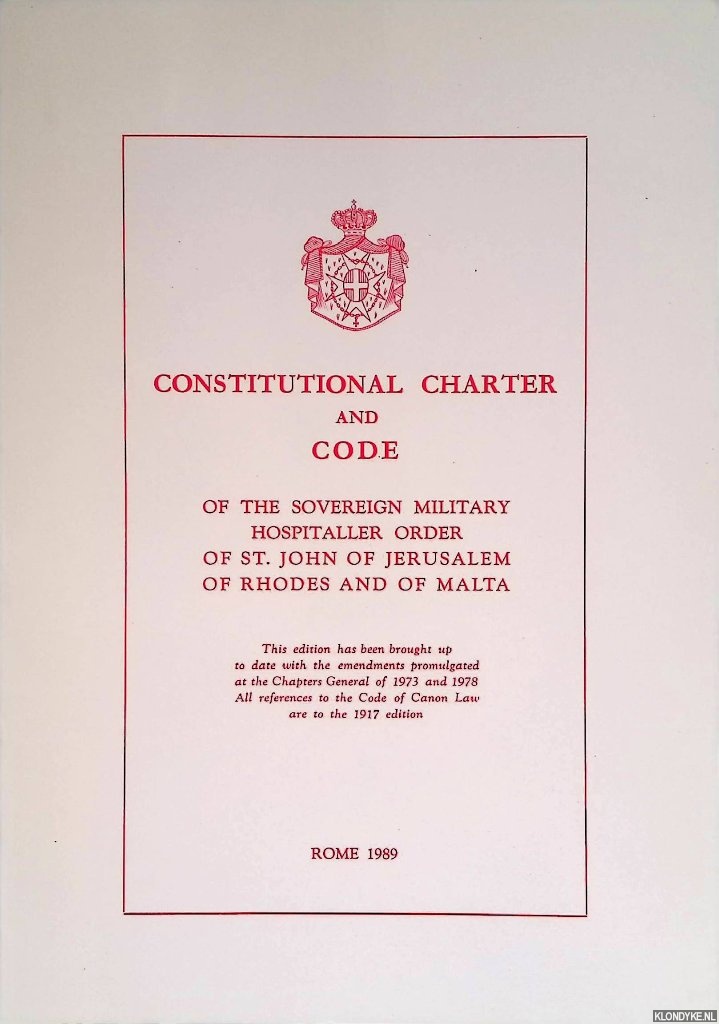 CONSTITUTIONAL CHARTER
AND
CODE
OF THE SOVEREIGN MILITARY
HOSPITALLER ORDER
OF ST. JOHN OF JERUSALEM
OF RHODES AND OF MALTA
This edition has been brought up
to date with the emendments promulgated
at the Chapters General of 1973 and 1978
All references to the Code of Canon Law
are to the 1917 edition
ROME 1989
KLONDYKE.NL